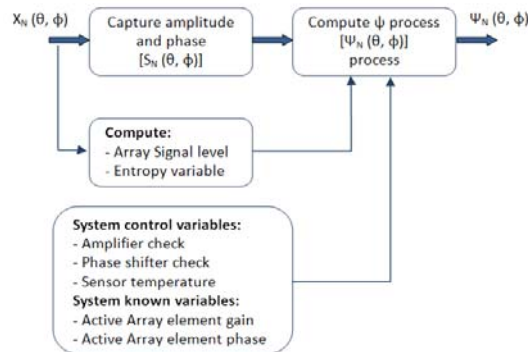 X_N (θ, ϕ)
Capture amplitude
and phase
[S_N (θ, ϕ)]
Compute ψ process
[Ψ_N (θ, ϕ)]
process
Ψ_N (θ, ϕ)
Compute:
- Array Signal level
- Entropy variable
System control variables:
- Amplifier check
- Phase shifter check
- Sensor temperature
System known variables:
- Active Array element gain
- Active Array element phase